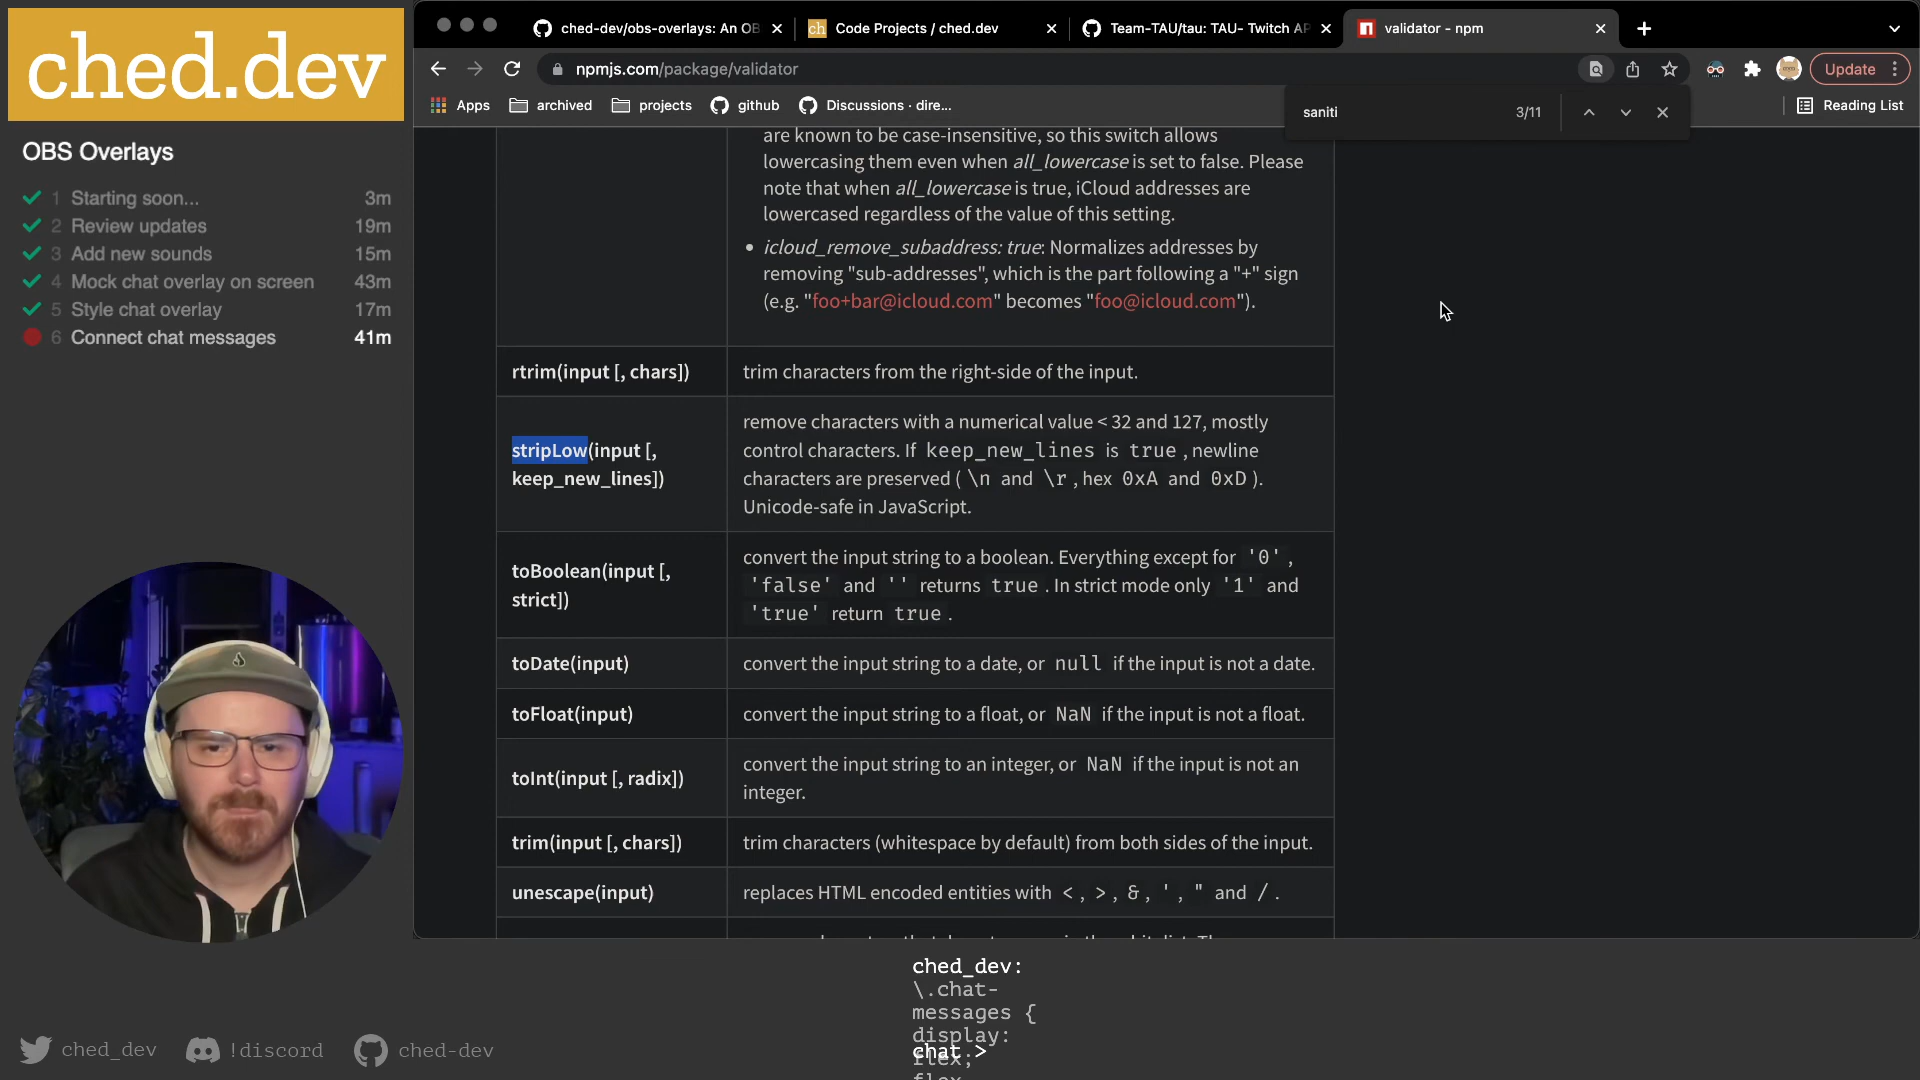 ched.dev
OBS Overlays
1 Starting soon... 3m
2 Review updates 19m
3 Add new sounds 15m
4 Mock chat overlay on screen 43m
5 Style chat overlay 17m
6 Connect chat messages 41m
ched_dev !discord ched-dev
ched-dev/obs-overlays: An OB
ch Code Projects / ched.dev
Team-TAU/tau: TAU- Twitch AP
validator - npm
npmjs.com/package/validator
Update
Apps archived projects github Discussions · dire...
Reading List
saniti 3/11
are known to be case-insensitive, so this switch allows
lowercasing them even when all_lowercase is set to false. Please
note that when all_lowercase is true, iCloud addresses are
lowercased regardless of the value of this setting.
• icloud_remove_subaddress: true: Normalizes addresses by
removing "sub-addresses", which is the part following a "+" sign
(e.g. "foo+bar@icloud.com" becomes "foo@icloud.com").
rtrim(input [, chars])
trim characters from the right-side of the input.
stripLow(input [,
keep_new_lines])
remove characters with a numerical value < 32 and 127, mostly
control characters. If keep_new_lines is true , newline
characters are preserved ( \n and \r , hex 0xA and 0xD ).
Unicode-safe in JavaScript.
toBoolean(input [,
strict])
convert the input string to a boolean. Everything except for '0' ,
'false' and '' returns true . In strict mode only '1' and
'true' return true .
toDate(input)
convert the input string to a date, or null if the input is not a date.
toFloat(input)
convert the input string to a float, or NaN if the input is not a float.
toInt(input [, radix])
convert the input string to an integer, or NaN if the input is not an
integer.
trim(input [, chars])
trim characters (whitespace by default) from both sides of the input.
unescape(input)
replaces HTML encoded entities with < , > , & , ' , " and / .
ched_dev:
\.chat-
messages {
display:
flex;
chat >